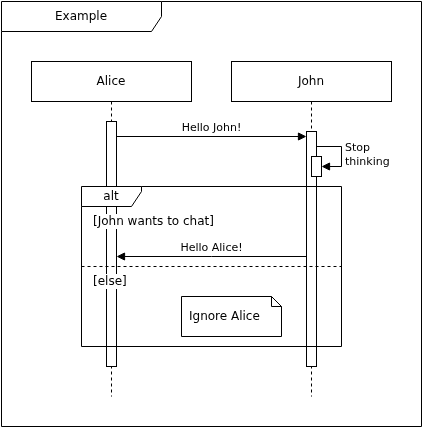 Example
Alice
John
Hello John!
Stop
thinking
alt
[John wants to chat]
Hello Alice!
[else]
Ignore Alice